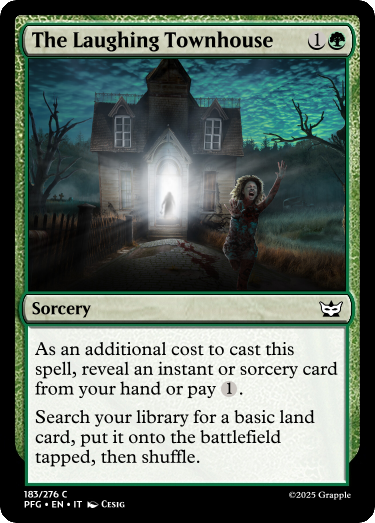 The Laughing Townhouse 1
Sorcery
As an additional cost to cast this
spell, reveal an instant or sorcery card
from your hand or pay 1.
Search your library for a basic land
card, put it onto the battlefield
tapped, then shuffle.
183/276 C
PFG • EN • IT Cesig
©2025 Grapple